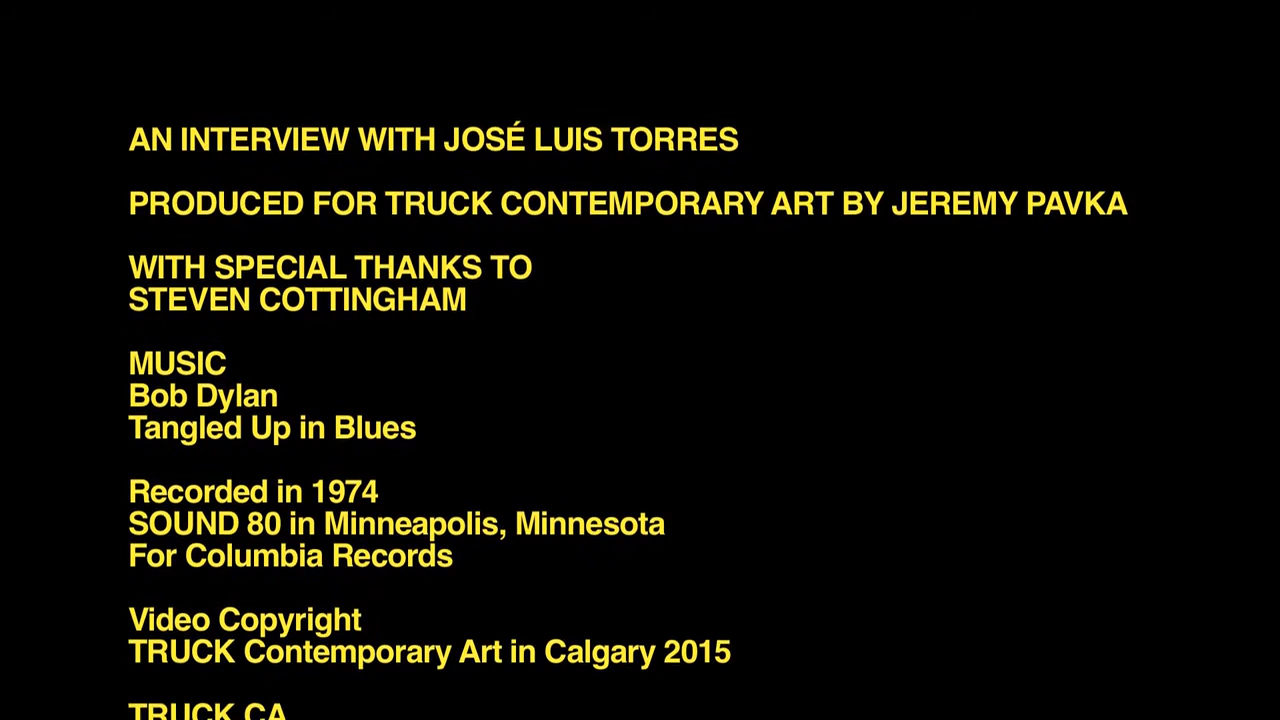 AN INTERVIEW WITH JOSÉ LUIS TORRES
PRODUCED FOR TRUCK CONTEMPORARY ART BY JEREMY PAVKA
WITH SPECIAL THANKS TO
STEVEN COTTINGHAM
MUSIC
Bob Dylan
Tangled Up in Blues
Recorded in 1974
SOUND 80 in Minneapolis, Minnesota
For Columbia Records
Video Copyright
TRUCK Contemporary Art in Calgary 2015
TRUCK CA